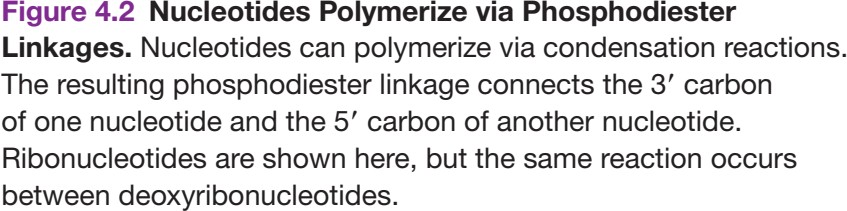 Figure 4.2 Nucleotides Polymerize via Phosphodiester
Linkages. Nucleotides can polymerize via condensation reactions.
The resulting phosphodiester linkage connects the 3′ carbon
of one nucleotide and the 5′ carbon of another nucleotide.
Ribonucleotides are shown here, but the same reaction occurs
between deoxyribonucleotides.